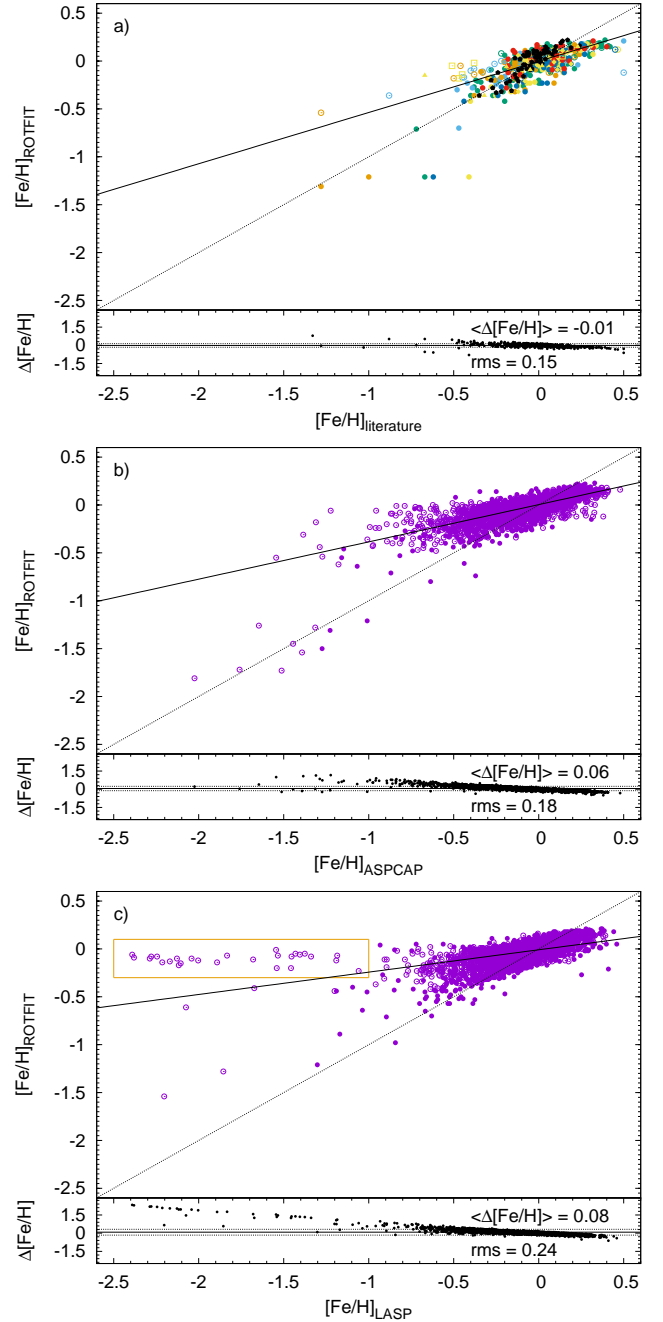 a)
0.5
0
-0.5
-1
-1.5
-2
-2.5
[Fe/H]ROTFIT
<Δ[Fe/H]> = -0.01
rms = 0.15
1.5
0
-1.5
Δ[Fe/H]
-2.5 -2 -1.5 -1 -0.5 0 0.5
[Fe/H]literature
b)
0.5
0
-0.5
-1
-1.5
-2
-2.5
[Fe/H]ROTFIT
<Δ[Fe/H]> = 0.06
rms = 0.18
1.5
0
-1.5
Δ[Fe/H]
-2.5 -2 -1.5 -1 -0.5 0 0.5
[Fe/H]ASPCAP
c)
0.5
0
-0.5
-1
-1.5
-2
-2.5
[Fe/H]ROTFIT
<Δ[Fe/H]> = 0.08
rms = 0.24
1.5
0
-1.5
Δ[Fe/H]
-2.5 -2 -1.5 -1 -0.5 0 0.5
[Fe/H]LASP